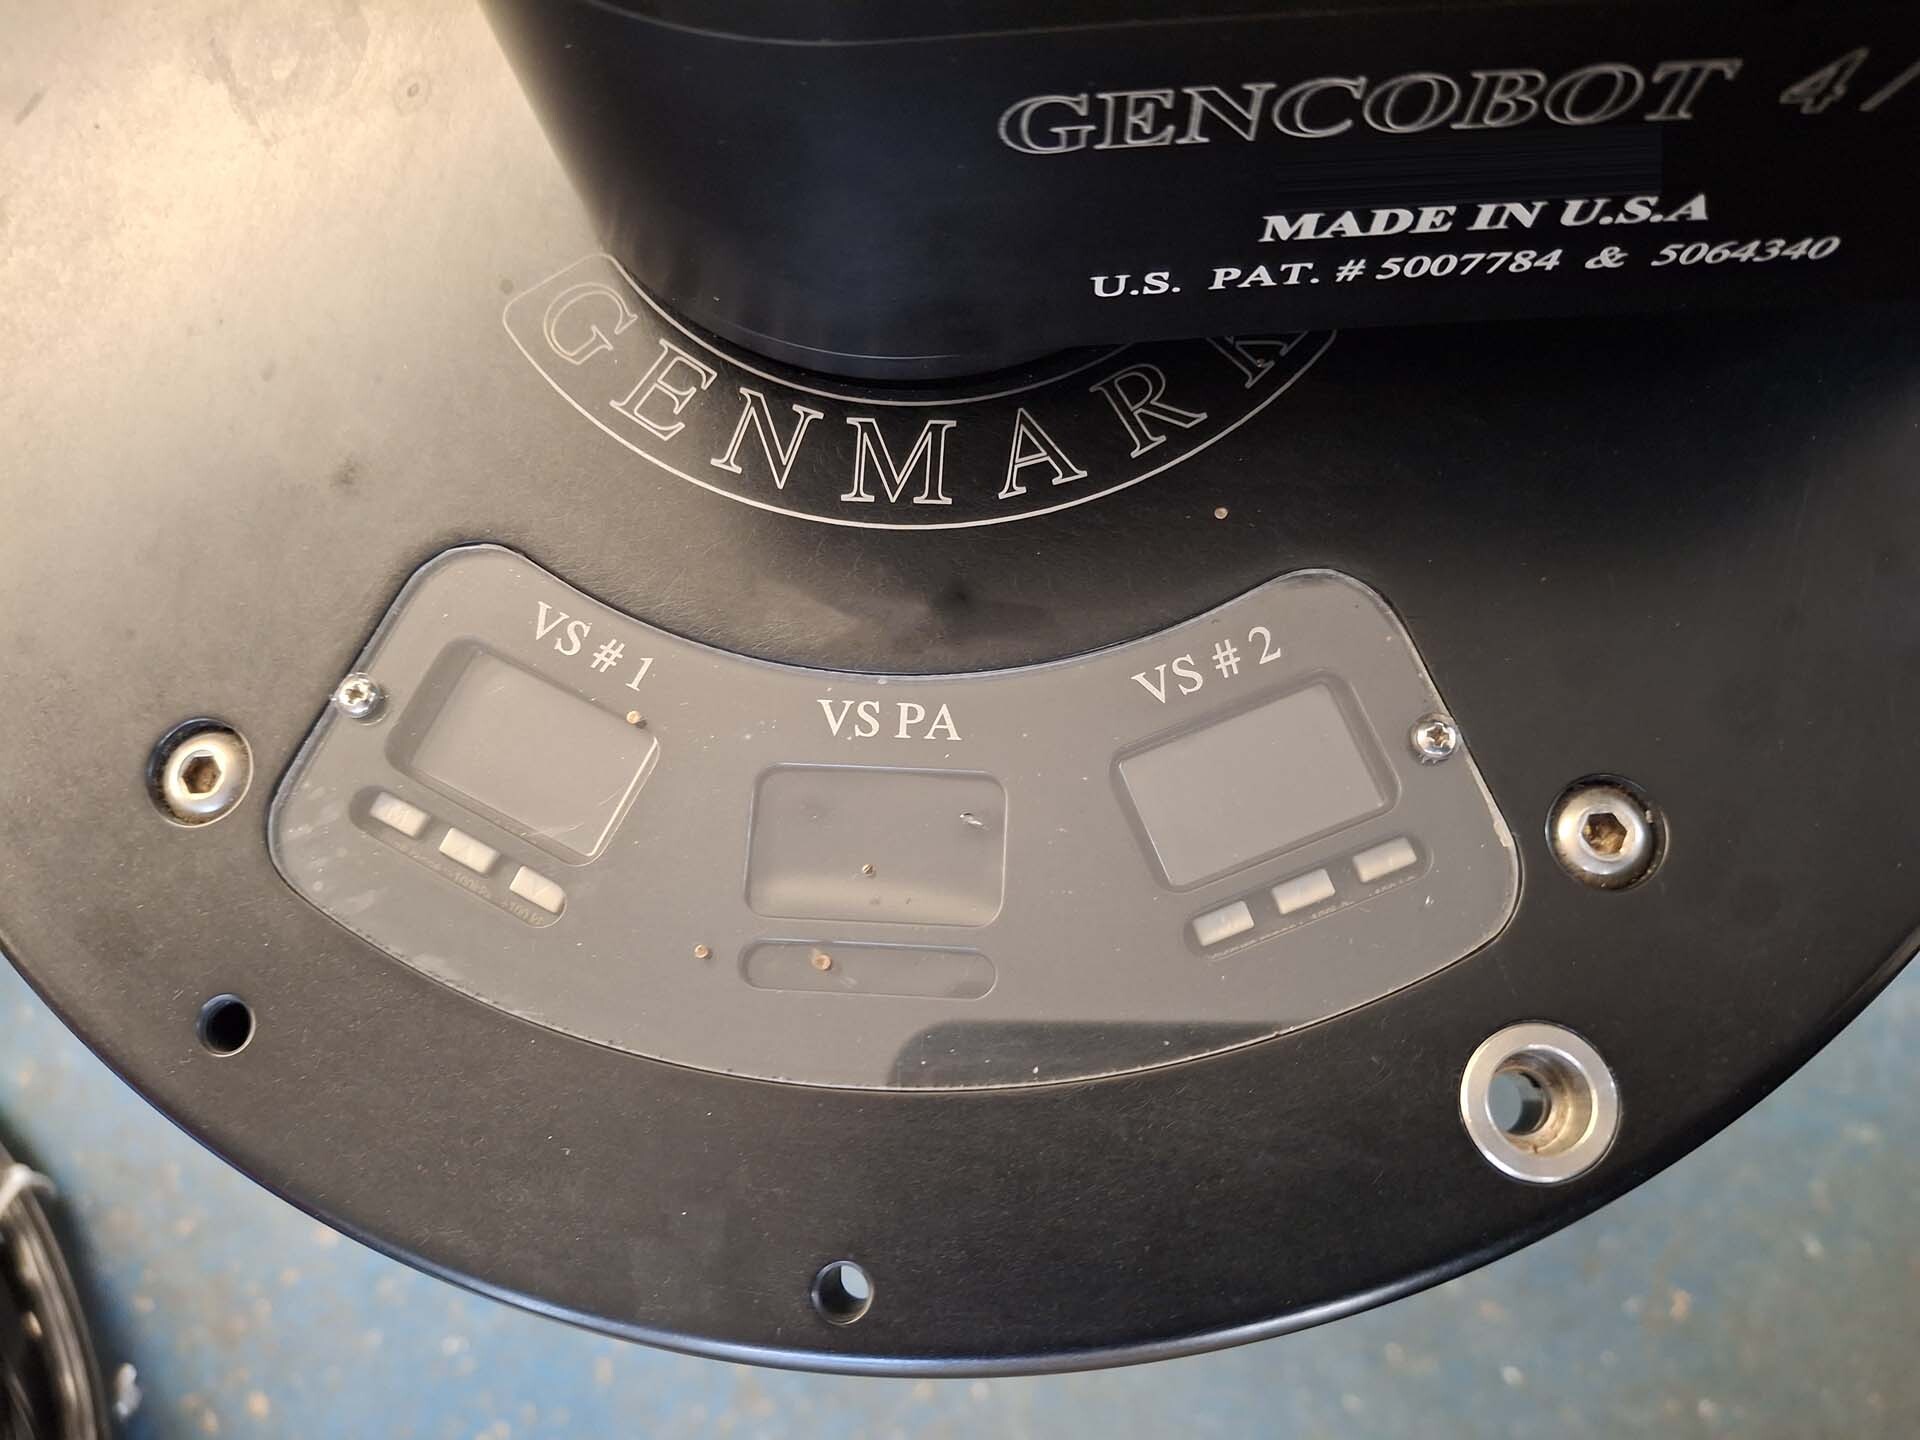 GENCOBOT 4/
MADE IN U.S.A
U.S. PAT. # 5007784 & 5064340
GENMARK
VS # 1
VS PA
VS # 2